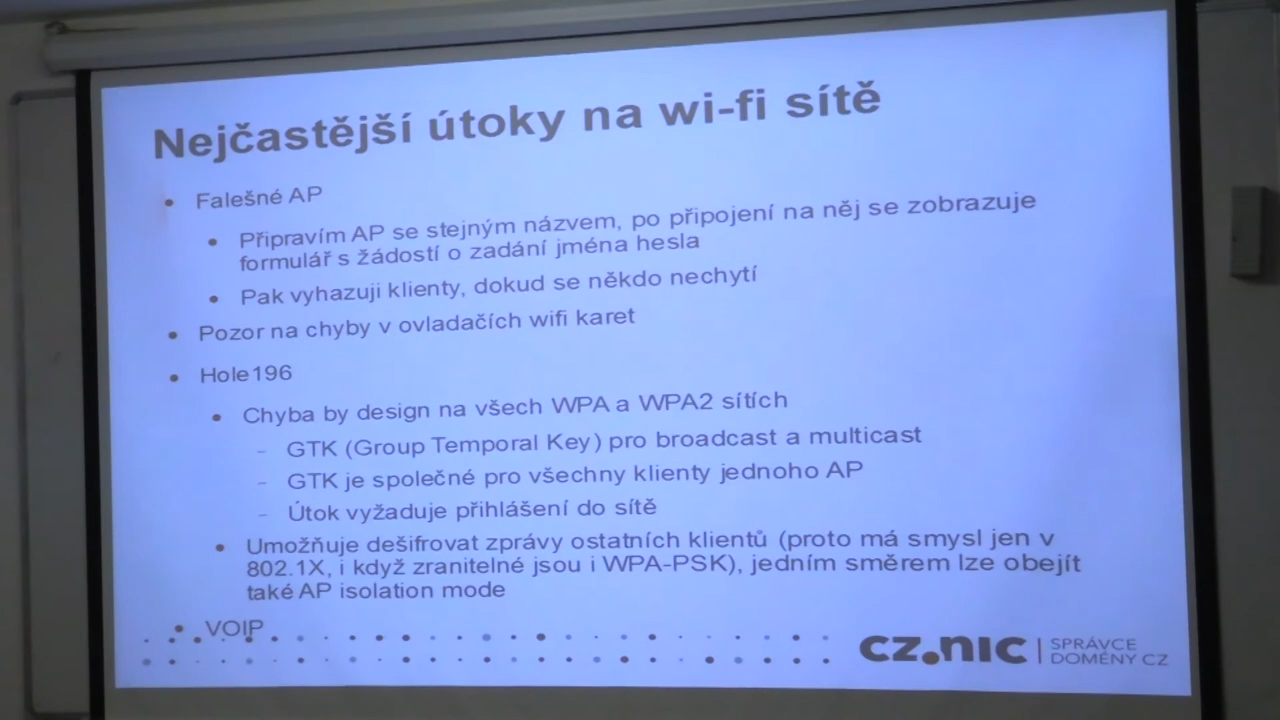 Nejčastější útoky na wi-fi sítě
• Falešné AP
• Připravím AP se stejným názvem, po připojení na něj se zobrazuje
formulář s žádostí o zadání jména hesla
• Pak vyhazuji klienty, dokud se někdo nechytí
• Pozor na chyby v ovladačích wifi karet
• Hole196
• Chyba by design na všech WPA a WPA2 sítích
– GTK (Group Temporal Key) pro broadcast a multicast
– GTK je společné pro všechny klienty jednoho AP
– Útok vyžaduje přihlášení do sítě
• Umožňuje dešifrovat zprávy ostatních klientů (proto má smysl jen v
802.1X, i když zranitelné jsou i WPA-PSK), jedním směrem lze obejít
také AP isolation mode
• VOIP
CZ.NIC | SPRÁVCE
DOMÉNY CZ